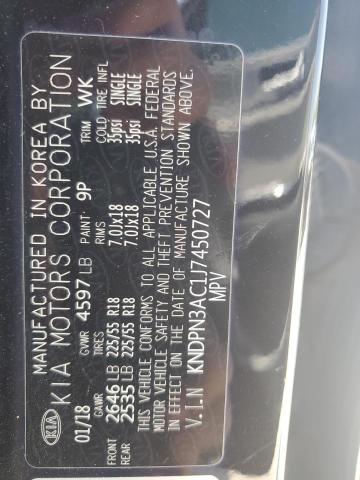 MANUFACTURED IN KOREA BY
KIA KIA MOTORS CORPORATION
01/18 GVWR 4597 LB PAINT: 9P TRIM WK
GAWR TIRES RIMS COLD TIRE INFL
FRONT 2646 LB 225/55 R18 7.0JX18 35psi SINGLE
REAR 2535 LB 225/55 R18 7.0JX18 35psi SINGLE
THIS VEHICLE CONFORMS TO ALL APPLICABLE U.S.A. FEDERAL
MOTOR VEHICLE SAFETY AND THEFT PREVENTION STANDARDS
IN EFFECT ON THE DATE OF MANUFACTURE SHOWN ABOVE.
V.I.N KNDPN3AC1J7450727
MPV